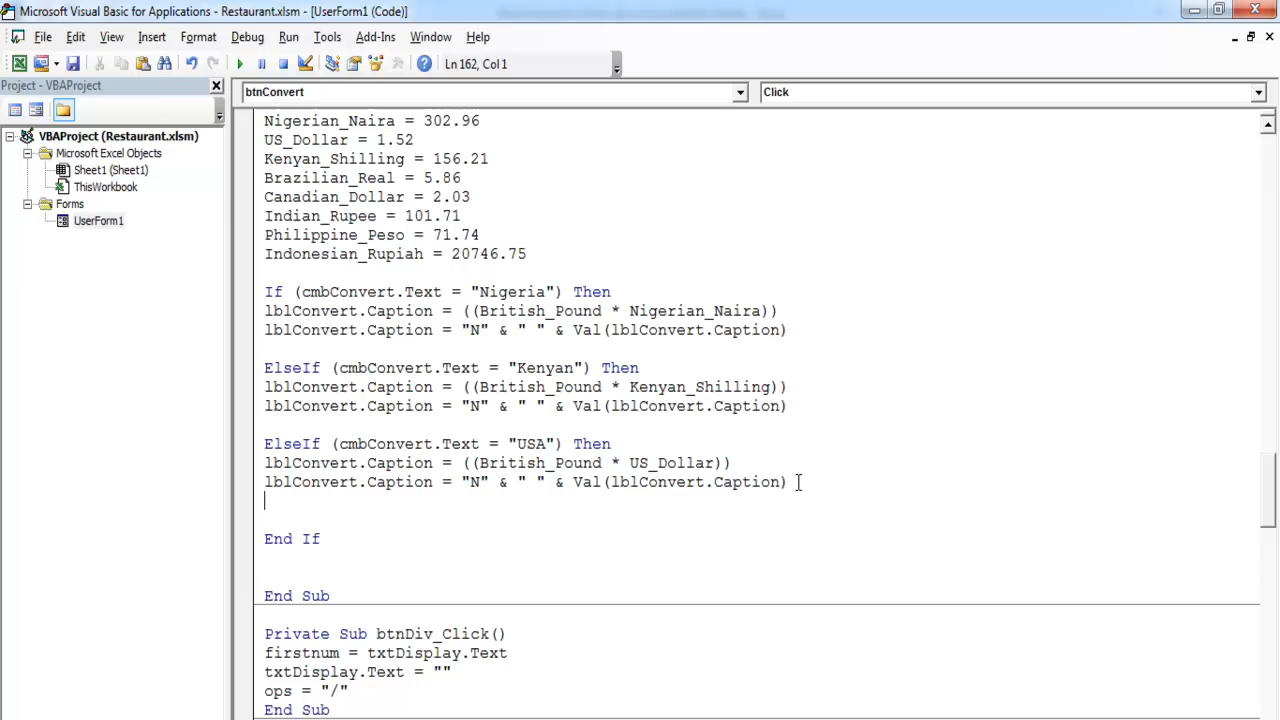 Microsoft Visual Basic for Applications - Restaurant.xlsm - [UserForm1 (Code)]
File Edit View Insert Format Debug Run Tools Add-Ins Window Help
Ln 162, Col 1
Project - VBAProject
btnConvert
Click
VBAProject (Restaurant.xlsm)
Microsoft Excel Objects
Sheet1 (Sheet1)
ThisWorkbook
Forms
UserForm1
Nigerian_Naira = 302.96
US_Dollar = 1.52
Kenyan_Shilling = 156.21
Brazilian_Real = 5.86
Canadian_Dollar = 2.03
Indian_Rupee = 101.71
Philippine_Peso = 71.74
Indonesian_Rupiah = 20746.75
If (cmbConvert.Text = "Nigeria") Then
lblConvert.Caption = ((British_Pound * Nigerian_Naira))
lblConvert.Caption = "N" & " " & Val(lblConvert.Caption)
ElseIf (cmbConvert.Text = "Kenyan") Then
lblConvert.Caption = ((British_Pound * Kenyan_Shilling))
lblConvert.Caption = "N" & " " & Val(lblConvert.Caption)
ElseIf (cmbConvert.Text = "USA") Then
lblConvert.Caption = ((British_Pound * US_Dollar))
lblConvert.Caption = "N" & " " & Val(lblConvert.Caption)
End If
End Sub
Private Sub btnDiv_Click()
firstnum = txtDisplay.Text
txtDisplay.Text = ""
ops = "/"
End Sub